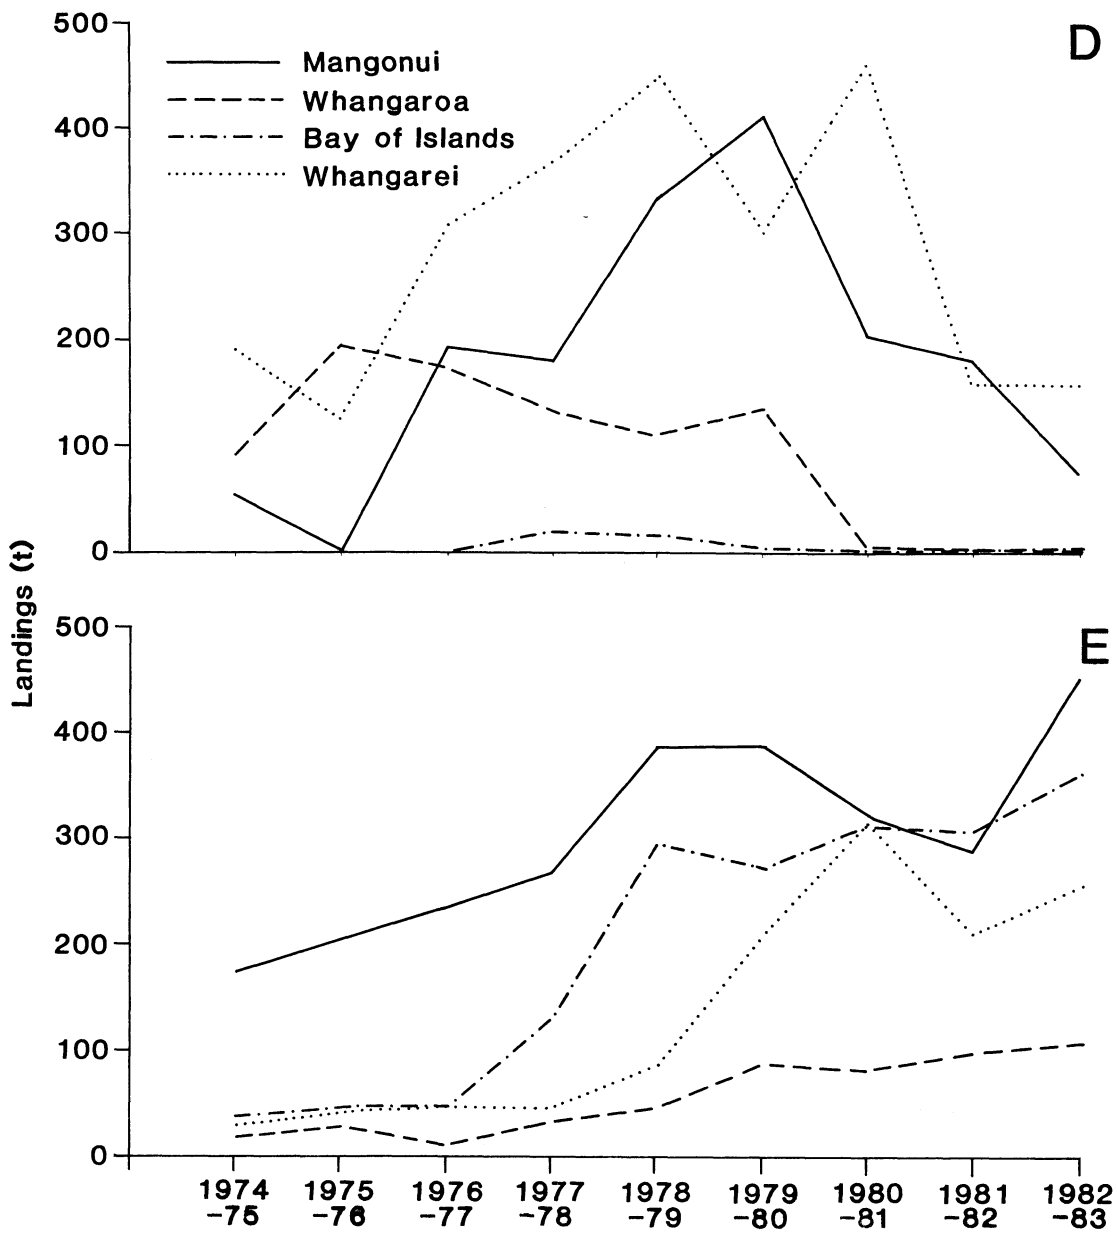 500
D
Mangonui
Whangaroa
400
Bay of Islands
Whangarei
300
200
100
0
Landings (t)
500
E
400
300
200
100
0
1974 1975 1976 1977 1978 1979 1980 1981 1982
-75 -76 -77 -78 -79 -80 -81 -82 -83